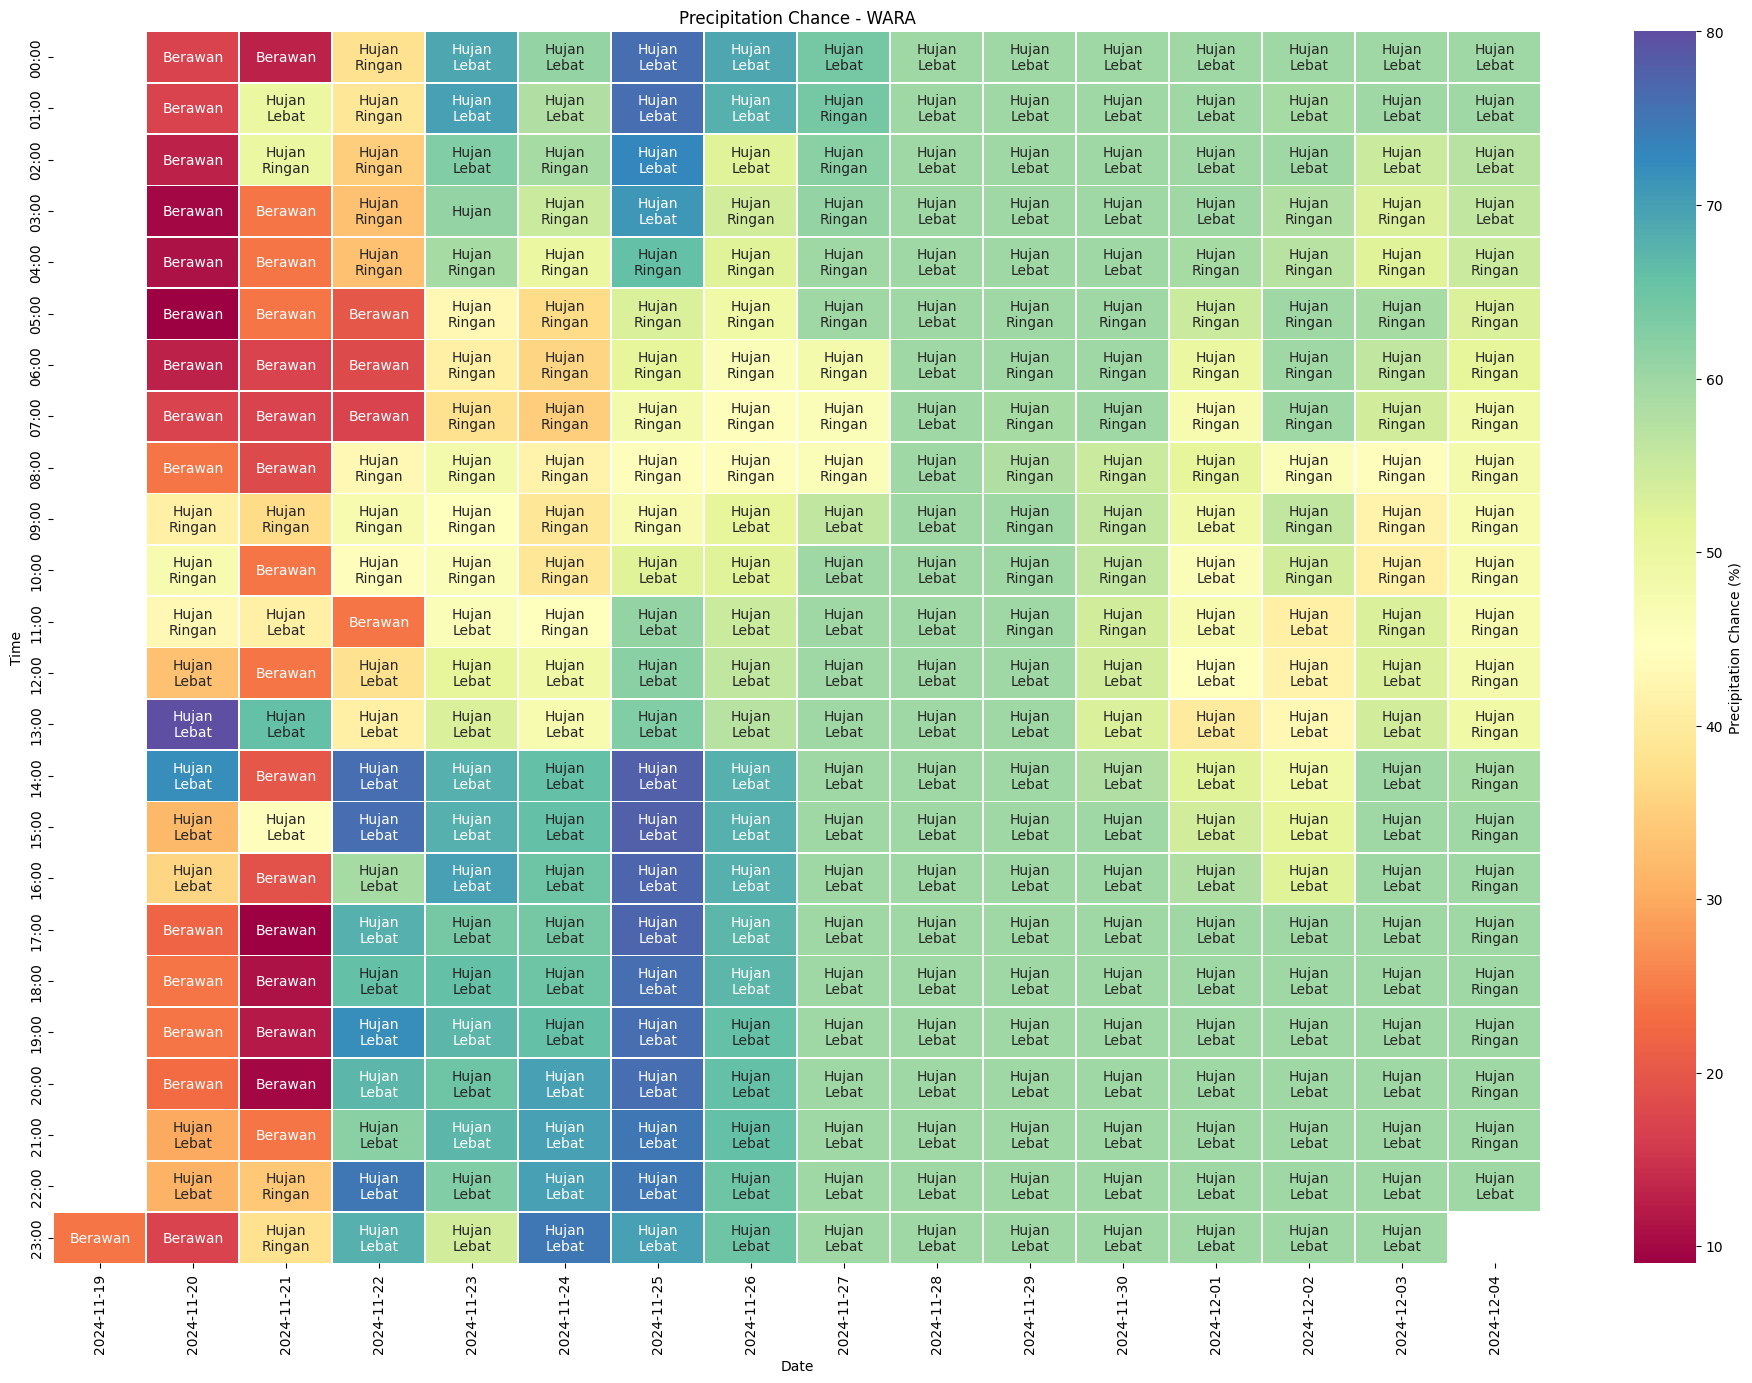 Precipitation Chance - WARA
00:00 Berawan Berawan Hujan Ringan Hujan Lebat Hujan Lebat Hujan Lebat Hujan Lebat Hujan Lebat Hujan Lebat Hujan Lebat Hujan Lebat Hujan Lebat Hujan Lebat Hujan Lebat Hujan Lebat
01:00 Berawan Hujan Lebat Hujan Ringan Hujan Lebat Hujan Lebat Hujan Lebat Hujan Lebat Hujan Ringan Hujan Lebat Hujan Lebat Hujan Lebat Hujan Lebat Hujan Lebat Hujan Lebat Hujan Lebat
02:00 Berawan Hujan Ringan Hujan Ringan Hujan Lebat Hujan Ringan Hujan Lebat Hujan Lebat Hujan Ringan Hujan Lebat Hujan Lebat Hujan Lebat Hujan Lebat Hujan Lebat Hujan Lebat Hujan Lebat
03:00 Berawan Berawan Hujan Ringan Hujan Hujan Ringan Hujan Lebat Hujan Ringan Hujan Ringan Hujan Lebat Hujan Lebat Hujan Lebat Hujan Lebat Hujan Ringan Hujan Ringan Hujan Lebat
04:00 Berawan Berawan Hujan Ringan Hujan Ringan Hujan Ringan Hujan Ringan Hujan Ringan Hujan Ringan Hujan Lebat Hujan Lebat Hujan Lebat Hujan Ringan Hujan Ringan Hujan Ringan Hujan Ringan
05:00 Berawan Berawan Berawan Hujan Ringan Hujan Ringan Hujan Ringan Hujan Ringan Hujan Ringan Hujan Lebat Hujan Ringan Hujan Ringan Hujan Ringan Hujan Ringan Hujan Ringan Hujan Ringan
06:00 Berawan Berawan Berawan Hujan Ringan Hujan Ringan Hujan Ringan Hujan Ringan Hujan Ringan Hujan Lebat Hujan Ringan Hujan Ringan Hujan Ringan Hujan Ringan Hujan Ringan Hujan Ringan
07:00 Berawan Berawan Berawan Hujan Ringan Hujan Ringan Hujan Ringan Hujan Ringan Hujan Ringan Hujan Lebat Hujan Ringan Hujan Ringan Hujan Ringan Hujan Ringan Hujan Ringan Hujan Ringan
08:00 Berawan Berawan Hujan Ringan Hujan Ringan Hujan Ringan Hujan Ringan Hujan Ringan Hujan Ringan Hujan Lebat Hujan Ringan Hujan Ringan Hujan Ringan Hujan Ringan Hujan Ringan Hujan Ringan
09:00 Hujan Ringan Hujan Ringan Hujan Ringan Hujan Ringan Hujan Ringan Hujan Ringan Hujan Lebat Hujan Lebat Hujan Lebat Hujan Ringan Hujan Ringan Hujan Lebat Hujan Ringan Hujan Ringan Hujan Ringan
10:00 Hujan Ringan Berawan Hujan Ringan Hujan Ringan Hujan Ringan Hujan Lebat Hujan Lebat Hujan Lebat Hujan Lebat Hujan Ringan Hujan Ringan Hujan Lebat Hujan Ringan Hujan Ringan Hujan Ringan
11:00 Hujan Ringan Hujan Lebat Berawan Hujan Lebat Hujan Ringan Hujan Lebat Hujan Lebat Hujan Lebat Hujan Lebat Hujan Ringan Hujan Ringan Hujan Lebat Hujan Lebat Hujan Ringan Hujan Ringan
12:00 Hujan Lebat Berawan Hujan Lebat Hujan Lebat Hujan Lebat Hujan Lebat Hujan Lebat Hujan Lebat Hujan Lebat Hujan Lebat Hujan Lebat Hujan Lebat Hujan Lebat Hujan Lebat Hujan Ringan
13:00 Hujan Lebat Hujan Lebat Hujan Lebat Hujan Lebat Hujan Lebat Hujan Lebat Hujan Lebat Hujan Lebat Hujan Lebat Hujan Lebat Hujan Lebat Hujan Lebat Hujan Lebat Hujan Lebat Hujan Ringan
14:00 Hujan Lebat Berawan Hujan Lebat Hujan Lebat Hujan Lebat Hujan Lebat Hujan Lebat Hujan Lebat Hujan Lebat Hujan Lebat Hujan Lebat Hujan Lebat Hujan Lebat Hujan Lebat Hujan Ringan
15:00 Hujan Lebat Hujan Lebat Hujan Lebat Hujan Lebat Hujan Lebat Hujan Lebat Hujan Lebat Hujan Lebat Hujan Lebat Hujan Lebat Hujan Lebat Hujan Lebat Hujan Lebat Hujan Lebat Hujan Ringan
16:00 Hujan Lebat Berawan Hujan Lebat Hujan Lebat Hujan Lebat Hujan Lebat Hujan Lebat Hujan Lebat Hujan Lebat Hujan Lebat Hujan Lebat Hujan Lebat Hujan Lebat Hujan Lebat Hujan Ringan
17:00 Berawan Berawan Hujan Lebat Hujan Lebat Hujan Lebat Hujan Lebat Hujan Lebat Hujan Lebat Hujan Lebat Hujan Lebat Hujan Lebat Hujan Lebat Hujan Lebat Hujan Lebat Hujan Ringan
18:00 Berawan Berawan Hujan Lebat Hujan Lebat Hujan Lebat Hujan Lebat Hujan Lebat Hujan Lebat Hujan Lebat Hujan Lebat Hujan Lebat Hujan Lebat Hujan Lebat Hujan Lebat Hujan Ringan
19:00 Berawan Berawan Hujan Lebat Hujan Lebat Hujan Lebat Hujan Lebat Hujan Lebat Hujan Lebat Hujan Lebat Hujan Lebat Hujan Lebat Hujan Lebat Hujan Lebat Hujan Lebat Hujan Ringan
20:00 Berawan Berawan Hujan Lebat Hujan Lebat Hujan Lebat Hujan Lebat Hujan Lebat Hujan Lebat Hujan Lebat Hujan Lebat Hujan Lebat Hujan Lebat Hujan Lebat Hujan Lebat Hujan Ringan
21:00 Hujan Lebat Berawan Hujan Lebat Hujan Lebat Hujan Lebat Hujan Lebat Hujan Lebat Hujan Lebat Hujan Lebat Hujan Lebat Hujan Lebat Hujan Lebat Hujan Lebat Hujan Lebat Hujan Ringan
22:00 Hujan Lebat Hujan Ringan Hujan Lebat Hujan Lebat Hujan Lebat Hujan Lebat Hujan Lebat Hujan Lebat Hujan Lebat Hujan Lebat Hujan Lebat Hujan Lebat Hujan Lebat Hujan Lebat Hujan Lebat
23:00 Berawan Berawan Hujan Ringan Hujan Lebat Hujan Lebat Hujan Lebat Hujan Lebat Hujan Lebat Hujan Lebat Hujan Lebat Hujan Lebat Hujan Lebat Hujan Lebat Hujan Lebat Hujan Lebat
Time
2024-11-19 2024-11-20 2024-11-21 2024-11-22 2024-11-23 2024-11-24 2024-11-25 2024-11-26 2024-11-27 2024-11-28 2024-11-29 2024-11-30 2024-12-01 2024-12-02 2024-12-03 2024-12-04
Date
80
70
60
50
40
30
20
10
Precipitation Chance (%)